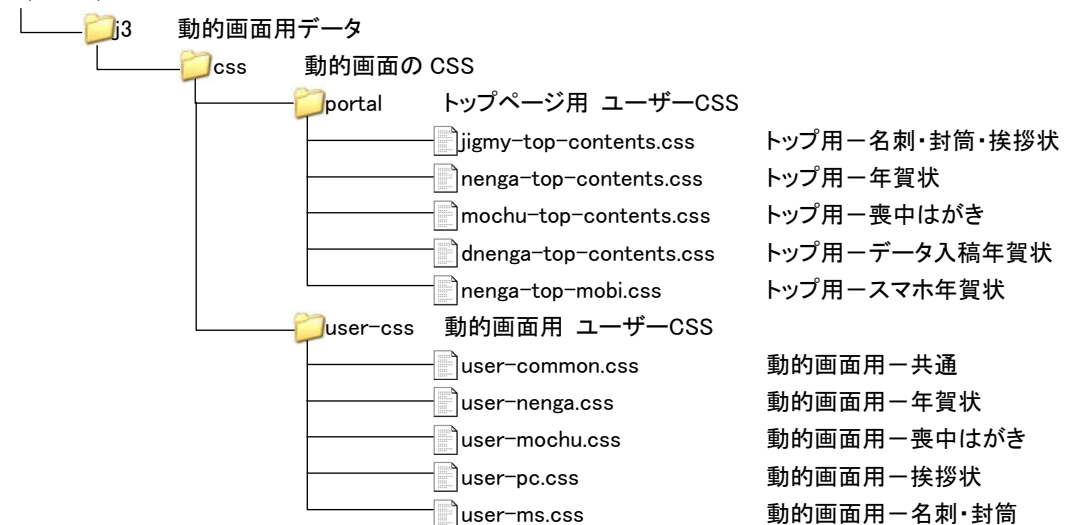 j3 動的画面用データ
css 動的画面の CSS
portal トップページ用 ユーザーCSS
jigmy-top-contents.css トップ用－名刺・封筒・挨拶状
nenga-top-contents.css トップ用－年賀状
mochu-top-contents.css トップ用－喪中はがき
dnenga-top-contents.css トップ用－データ入稿年賀状
nenga-top-mobi.css トップ用－スマホ年賀状
user-css 動的画面用 ユーザーCSS
user-common.css 動的画面用－共通
user-nenga.css 動的画面用－年賀状
user-mochu.css 動的画面用－喪中はがき
user-pc.css 動的画面用－挨拶状
user-ms.css 動的画面用－名刺・封筒